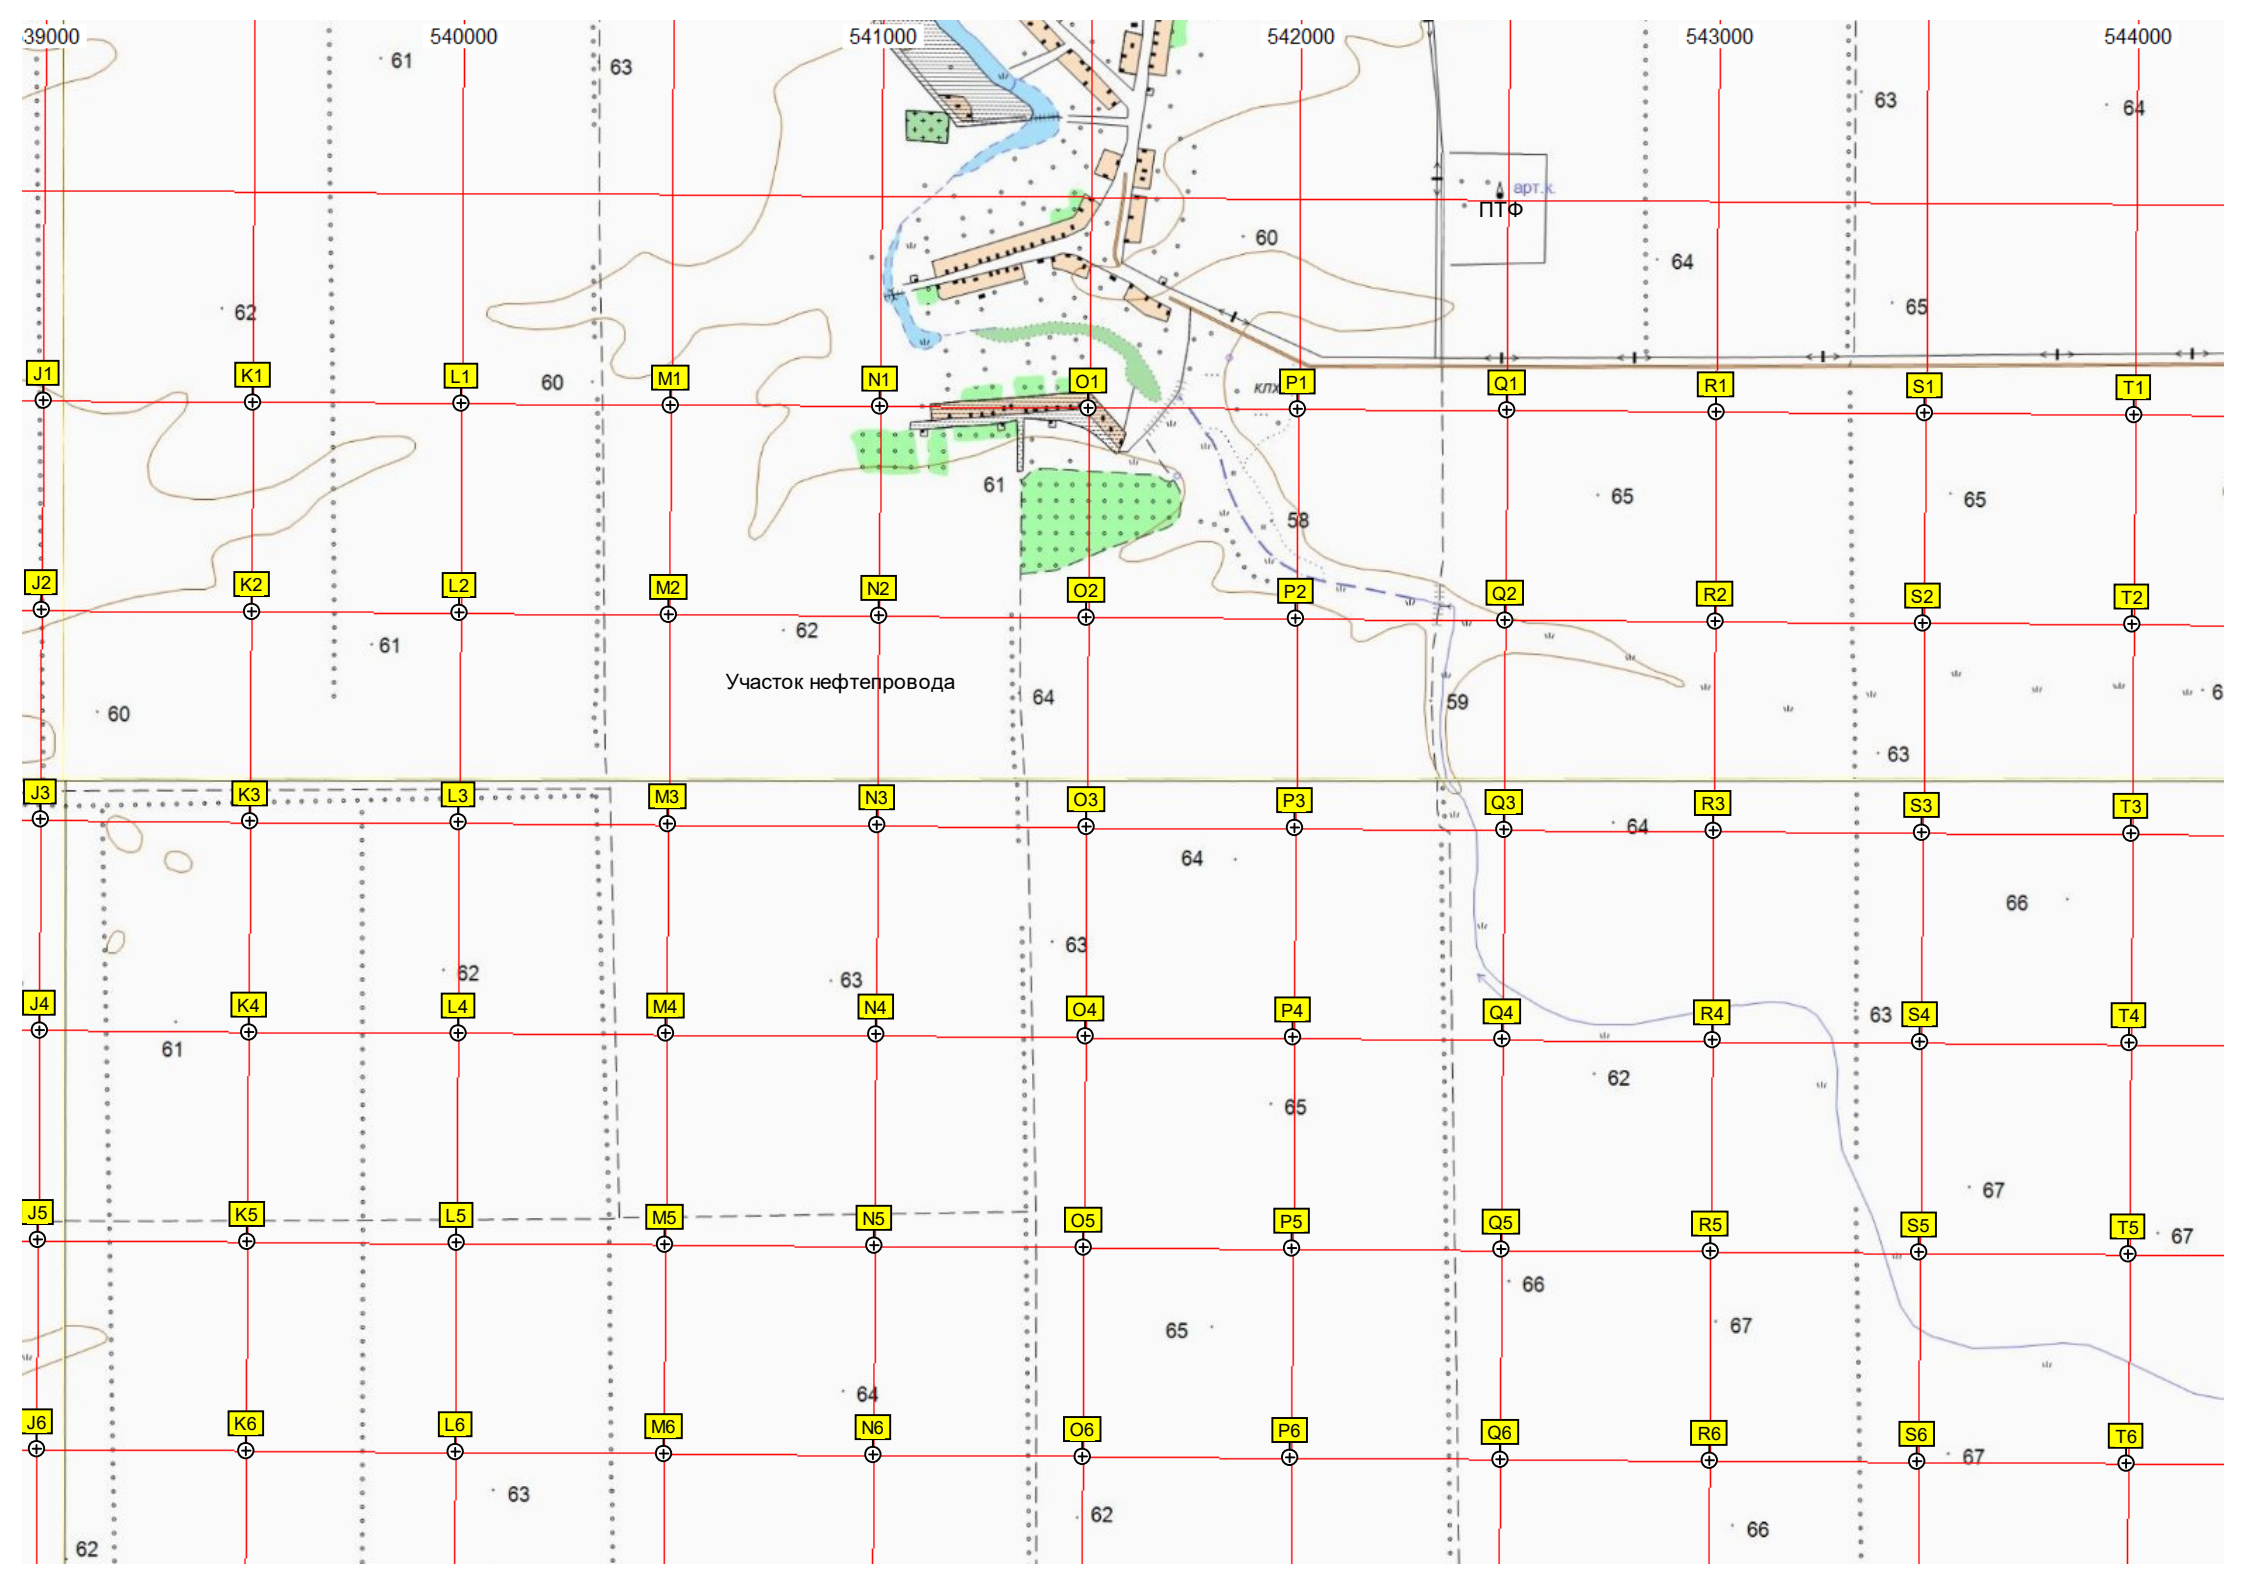 39000 540000 541000 542000 543000 544000
61 63 63 64
арт.к.
ПТФ
60 64
62 65
60 клх
J1 K1 L1 M1 N1 O1 P1 Q1 R1 S1 T1
61 58 65 65
J2 K2 L2 M2 N2 O2 P2 Q2 R2 S2 T2
61 62
Участок нефтепровода
60 64 59 6
63
J3 K3 L3 M3 N3 O3 P3 Q3 R3 S3 T3
64 64
66
62 63 63
J4 K4 L4 M4 N4 O4 P4 Q4 R4 S4 T4
63
61 62
65
67
J5 K5 L5 M5 N5 O5 P5 Q5 R5 S5 T5
67
66
65 67
64
J6 K6 L6 M6 N6 O6 P6 Q6 R6 S6 T6
67
63 62 66
62